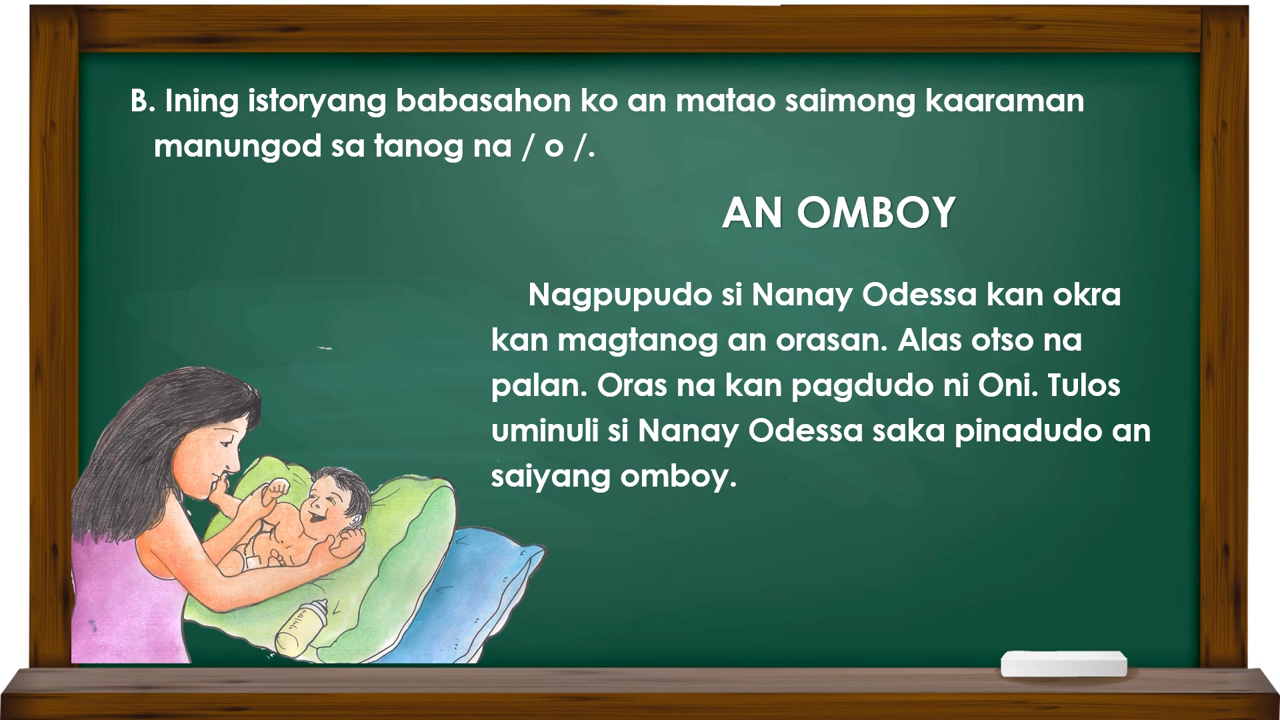 B. Ining istoryang babasahon ko an matao saimong kaaraman
manungod sa tanog na / o /.
AN OMBOY
Nagpupudo si Nanay Odessa kan okra
kan magtanog an orasan. Alas otso na
palan. Oras na kan pagdudo ni Oni. Tulos
uminuli si Nanay Odessa saka pinadudo an
saiyang omboy.